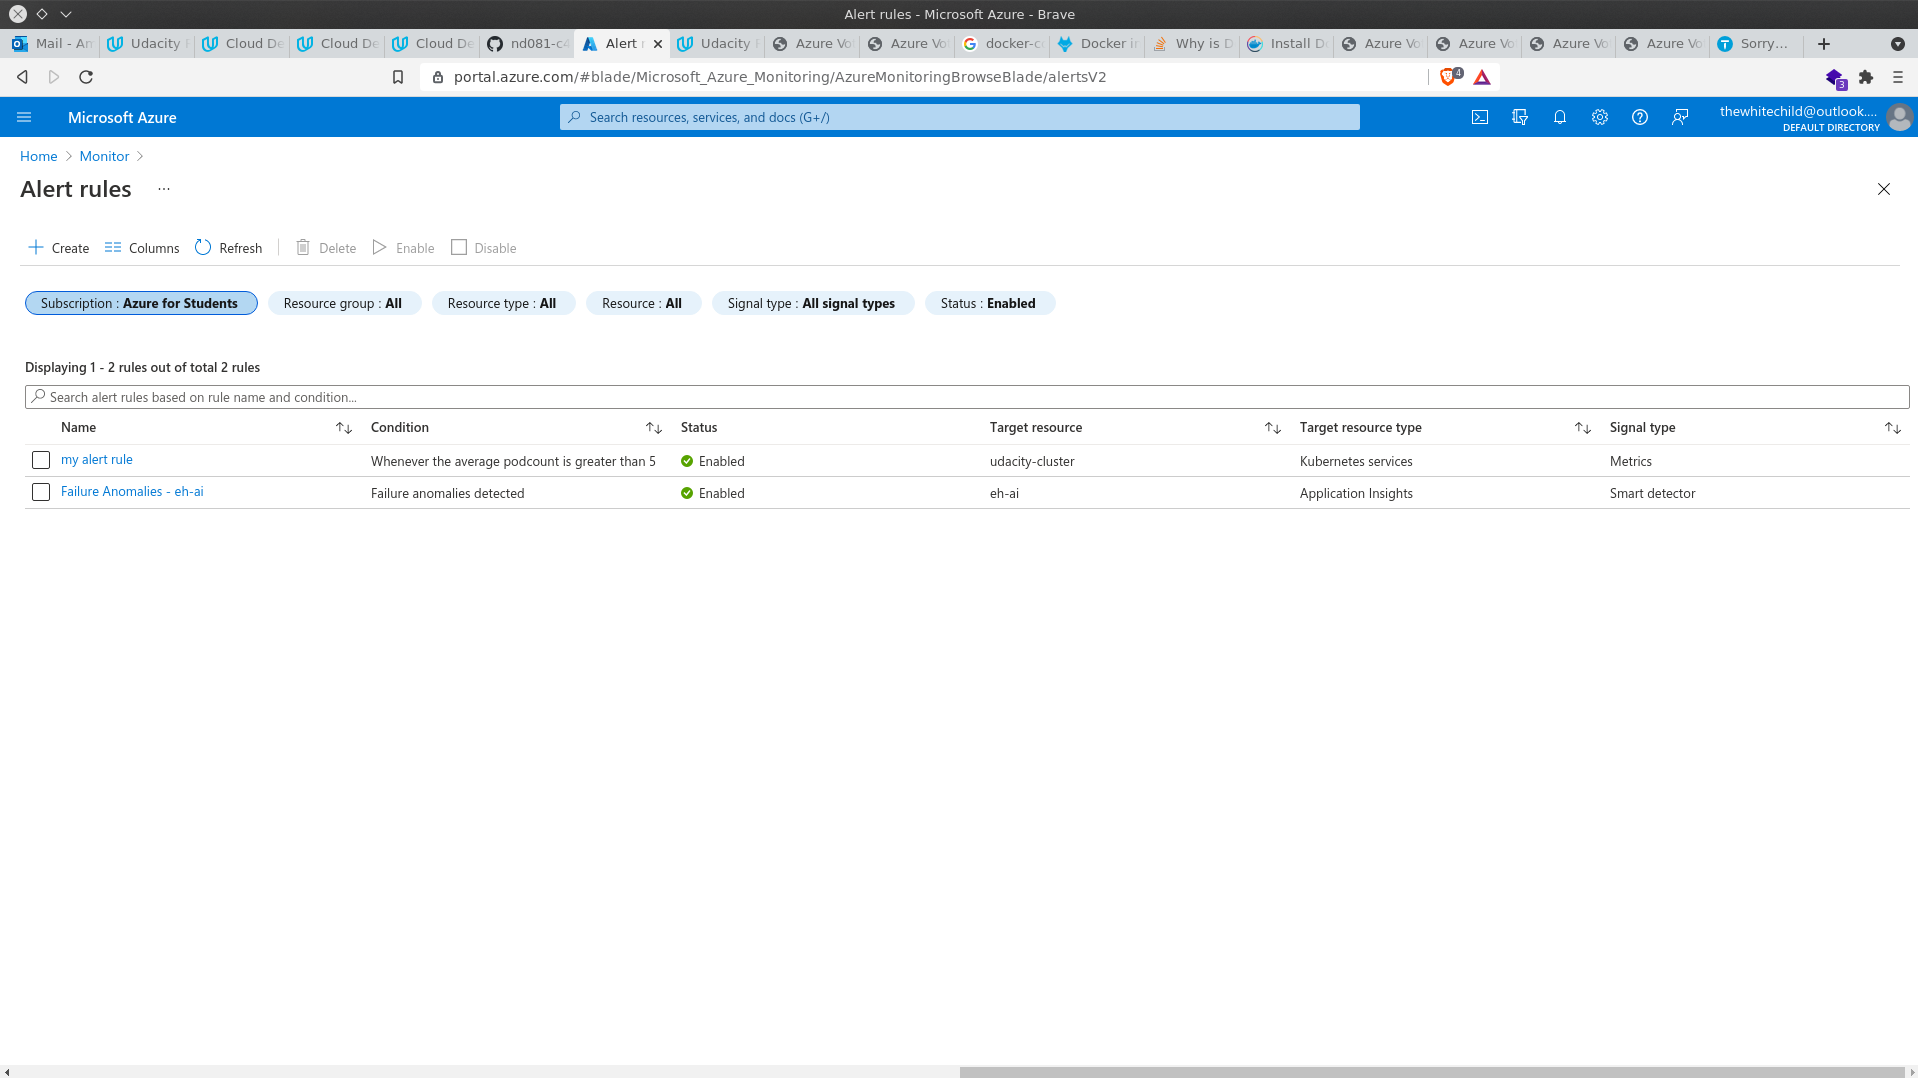 Alert rules - Microsoft Azure - Brave
Mail - An
Udacity
Cloud De
Cloud De
Cloud De
nd081-c4
Alert
Udacity
Azure Vo
Azure Vo
docker-co
Docker in
Why is D
Install D
Azure Vo
Azure Vo
Azure Vo
Azure Vo
Sorry...
portal.azure.com/#blade/Microsoft_Azure_Monitoring/AzureMonitoringBrowseBlade/alertsV2
4
3
Microsoft Azure
Search resources, services, and docs (G+/)
thewhitechild@outlook....
DEFAULT DIRECTORY
Home > Monitor >
Alert rules ...
Create Columns Refresh Delete Enable Disable
Subscription : Azure for Students Resource group : All Resource type : All Resource : All Signal type : All signal types Status : Enabled
Displaying 1 - 2 rules out of total 2 rules
Search alert rules based on rule name and condition...
Name Condition Status Target resource Target resource type Signal type
my alert rule Whenever the average podcount is greater than 5 Enabled udacity-cluster Kubernetes services Metrics
Failure Anomalies - eh-ai Failure anomalies detected Enabled eh-ai Application Insights Smart detector